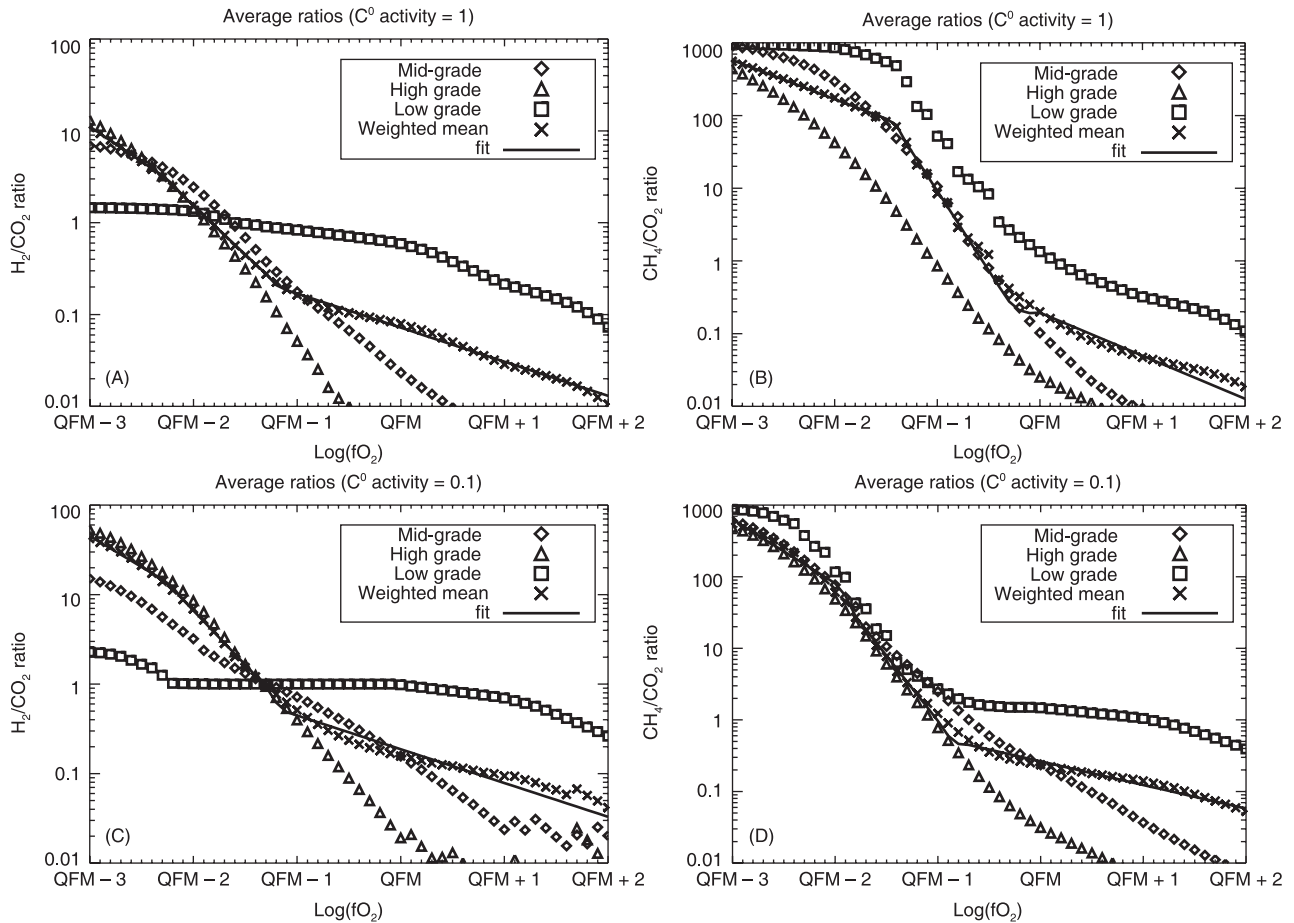 Average ratios (C⁰ activity = 1)
100
10
1
0.1
0.01
H₂/CO₂ ratio
Mid-grade
High grade
Low grade
Weighted mean
fit
(A)
QFM − 3 QFM − 2 QFM − 1 QFM QFM + 1 QFM + 2
Log(fO₂)
Average ratios (C⁰ activity = 1)
1000
100
10
1
0.1
0.01
CH₄/CO₂ ratio
Mid-grade
High grade
Low grade
Weighted mean
fit
(B)
QFM − 3 QFM − 2 QFM − 1 QFM QFM + 1 QFM + 2
Log(fO₂)
Average ratios (C⁰ activity = 0.1)
100
10
1
0.1
0.01
H₂/CO₂ ratio
Mid-grade
High grade
Low grade
Weighted mean
fit
(C)
QFM − 3 QFM − 2 QFM − 1 QFM QFM + 1 QFM + 2
Log(fO₂)
Average ratios (C⁰ activity = 0.1)
1000
100
10
1
0.1
0.01
CH₄/CO₂ ratio
Mid-grade
High grade
Low grade
Weighted mean
fit
(D)
QFM − 3 QFM − 2 QFM − 1 QFM QFM + 1 QFM + 2
Log(fO₂)